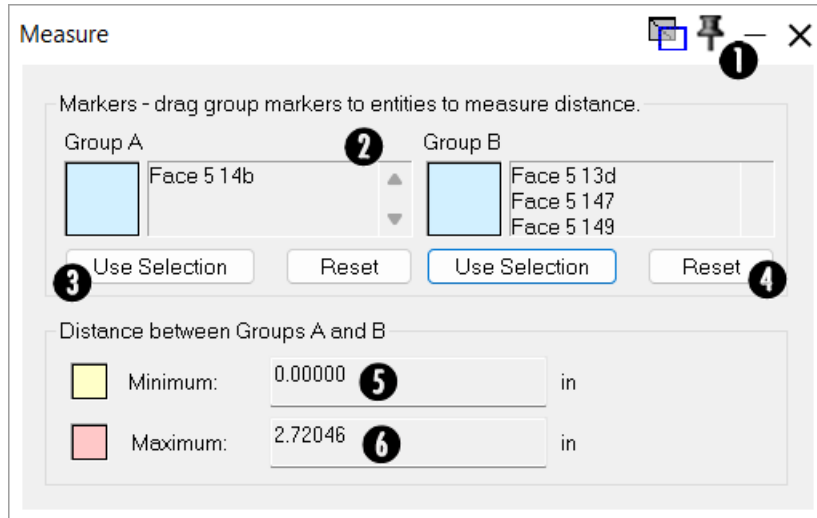 Measure
1
Markers - drag group markers to entities to measure distance.
Group A
2
Group B
Face 5 14b
Face 5 13d
Face 5 147
Face 5 149
3
Use Selection
Reset
Use Selection
Reset
4
Distance between Groups A and B
Minimum:
0.00000
5
in
Maximum:
2.72046
6
in